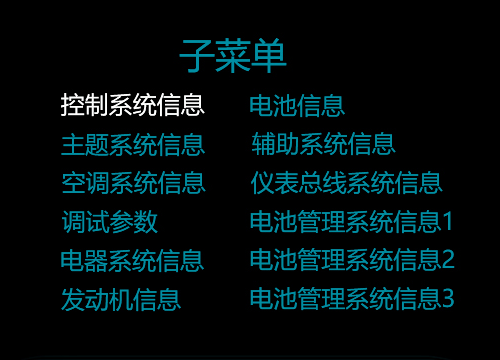 子菜单
控制系统信息
主题系统信息
空调系统信息
调试参数
电器系统信息
发动机信息
电池信息
辅助系统信息
仪表总线系统信息
电池管理系统信息1
电池管理系统信息2
电池管理系统信息3